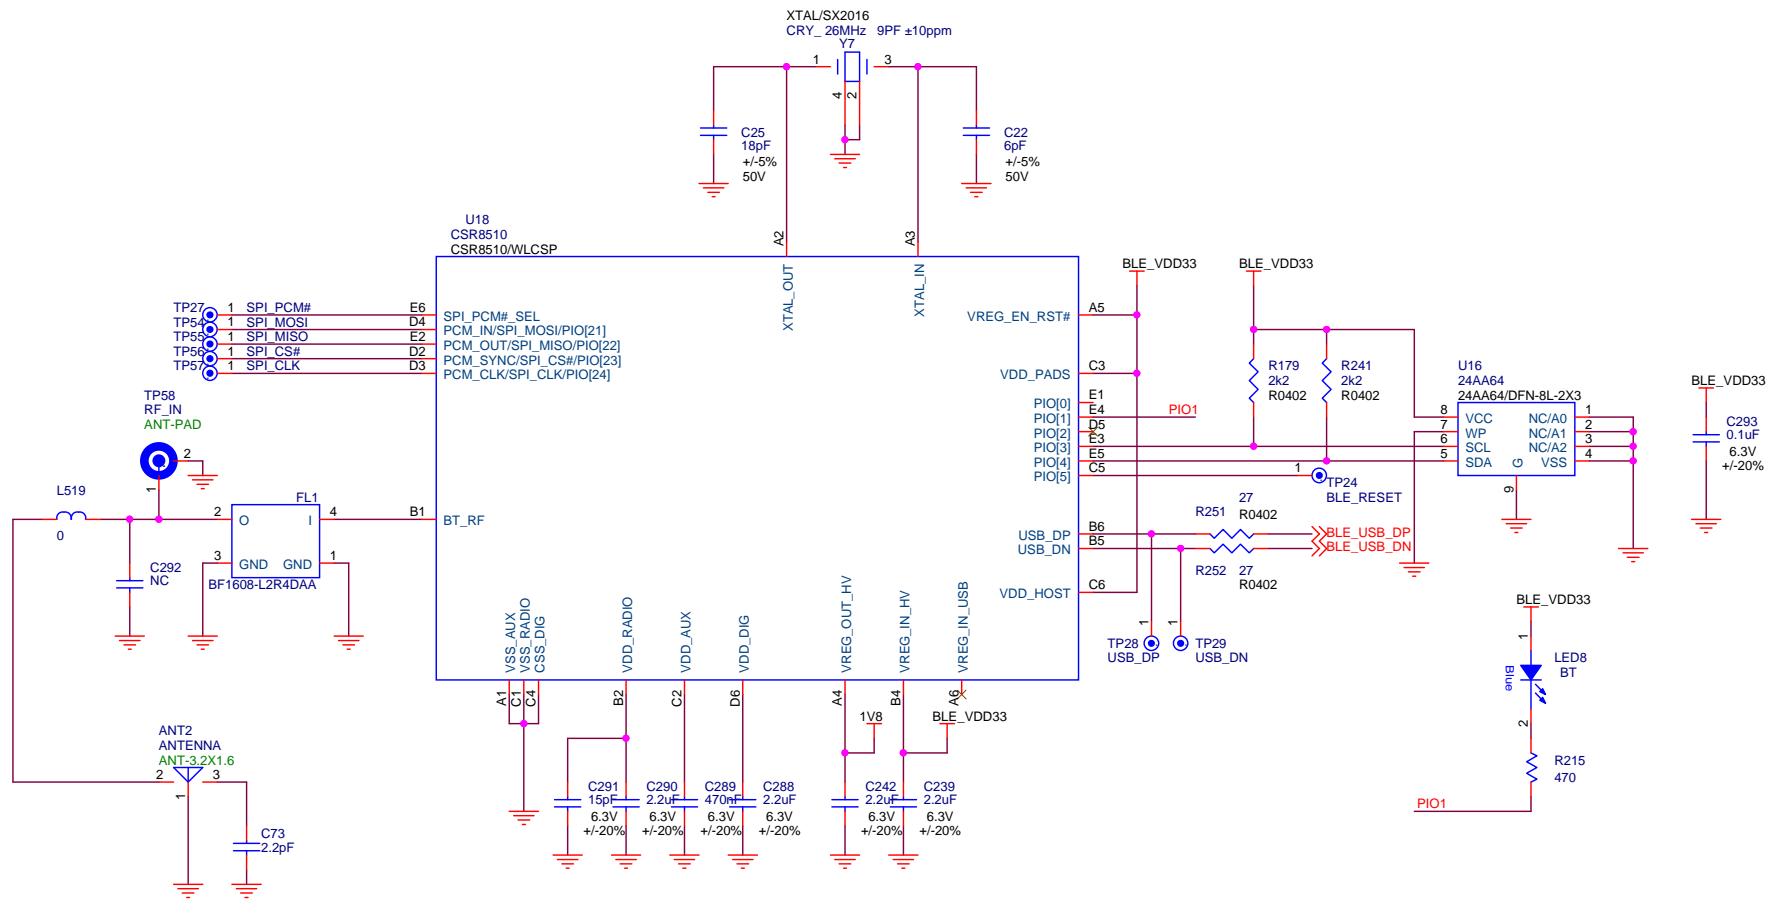 XTAL/SX2016
CRY_ 26MHz   9PF ±10ppm
Y7
1
3
4
2
C25
18pF
+/-5%
50V
C22
6pF
+/-5%
50V
U18
CSR8510
CSR8510/WLCSP
A2
A3
XTAL_OUT
XTAL_IN
TP27 1 SPI_PCM# E6 SPI_PCM#_SEL
TP54 1 SPI_MOSI D4 PCM_IN/SPI_MOSI/PIO[21]
TP55 1 SPI_MISO E2 PCM_OUT/SPI_MISO/PIO[22]
TP56 1 SPI_CS# D2 PCM_SYNC/SPI_CS#/PIO[23]
TP57 1 SPI_CLK D3 PCM_CLK/SPI_CLK/PIO[24]
TP58
RF_IN
ANT-PAD
2
1
L519
0
C292
NC
FL1
2 O I 4
3 GND GND 1
BF1608-L2R4DAA
B1 BT_RF
ANT2
ANTENNA
ANT-3.2X1.6
2
3
1
C73
2.2pF
BLE_VDD33
BLE_VDD33
VREG_EN_RST# A5
VDD_PADS C3
PIO[0] E1
PIO[1] E4 PIO1
PIO[2] D5
PIO[3] E3
PIO[4] E5
PIO[5] C5
1
TP24
BLE_RESET
R179
2k2
R0402
R241
2k2
R0402
U16
24AA64
24AA64/DFN-8L-2X3
8 VCC NC/A0 1
7 WP NC/A1 2
6 SCL NC/A2 3
5 SDA G VSS 4
9
BLE_VDD33
C293
0.1uF
6.3V
+/-20%
USB_DP B6
USB_DN B5
R251
27
R0402
BLE_USB_DP
BLE_USB_DN
R252
27
R0402
VDD_HOST C6
1
TP28
USB_DP
1
TP29
USB_DN
VSS_AUX
VSS_RADIO
CSS_DIG
VDD_RADIO
VDD_AUX
VDD_DIG
VREG_OUT_HV
VREG_IN_HV
VREG_IN_USB
A1
C1
C4
B2
C2
D6
A4
B4
A6
1V8
BLE_VDD33
C291
15pF
6.3V
+/-20%
C290
2.2uF
6.3V
+/-20%
C289
470nF
6.3V
+/-20%
C288
2.2uF
6.3V
+/-20%
C242
2.2uF
6.3V
+/-20%
C239
2.2uF
6.3V
+/-20%
BLE_VDD33
1
Blue
LED8
BT
2
R215
470
PIO1